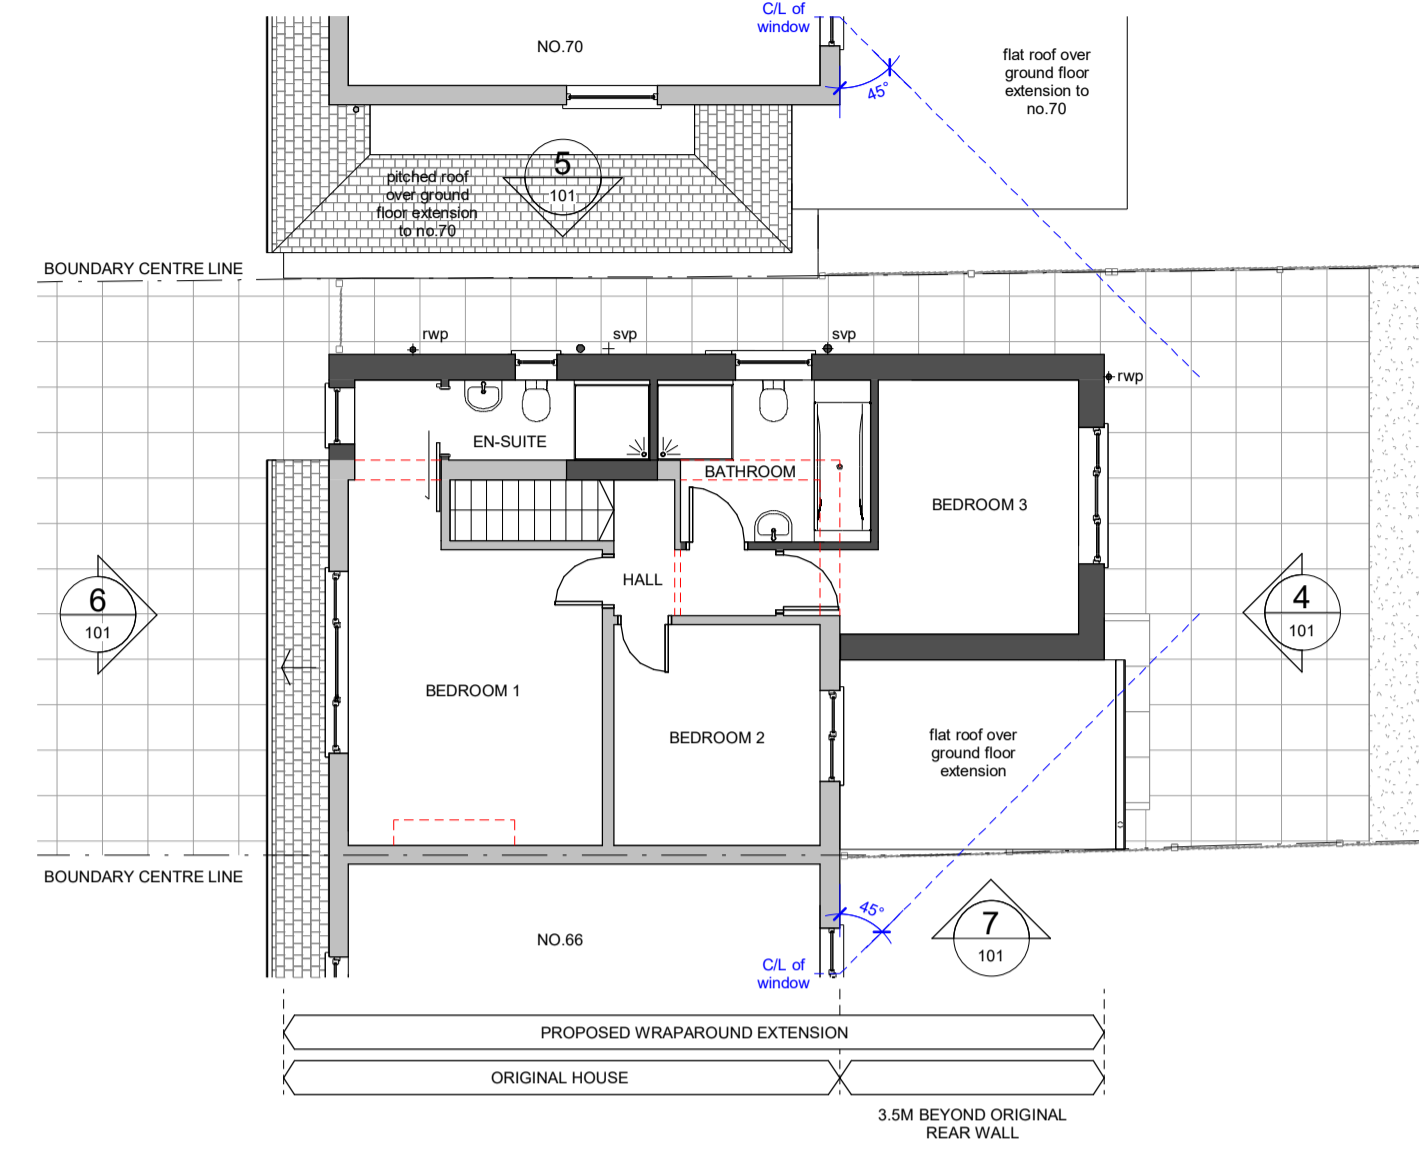 C/L of
window
NO.70
45°
flat roof over
ground floor
extension to
no.70
5
101
pitched roof
over ground
floor extension
to no.70
BOUNDARY CENTRE LINE
rwp
svp
svp
rwp
EN-SUITE
BATHROOM
BEDROOM 3
HALL
6
101
4
101
BEDROOM 1
BEDROOM 2
flat roof over
ground floor
extension
BOUNDARY CENTRE LINE
45°
7
101
NO.66
C/L of
window
PROPOSED WRAPAROUND EXTENSION
ORIGINAL HOUSE
3.5M BEYOND ORIGINAL
REAR WALL